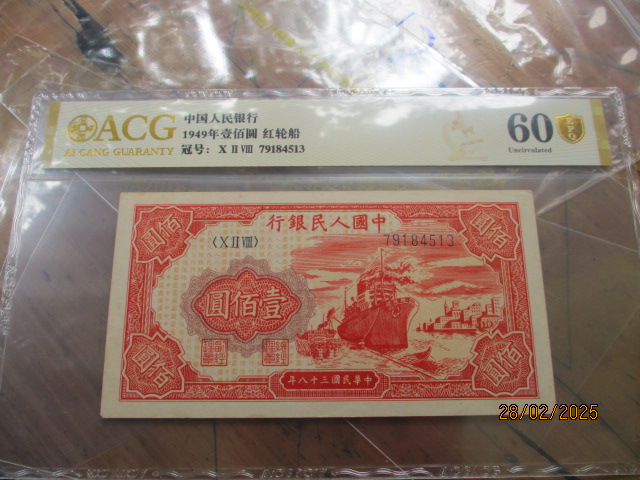 ACG
AI CANG GUARANTY
中国人民银行
1949年壹佰圆 红轮船
冠号: X II VIII 79184513
60
Uncirculated
EPQ
行銀民人國中
〈X II VIII〉
79184513
佰圓
佰圓
圓佰壹
佰圓
佰圓
年八十三國民華中
28/02/2025